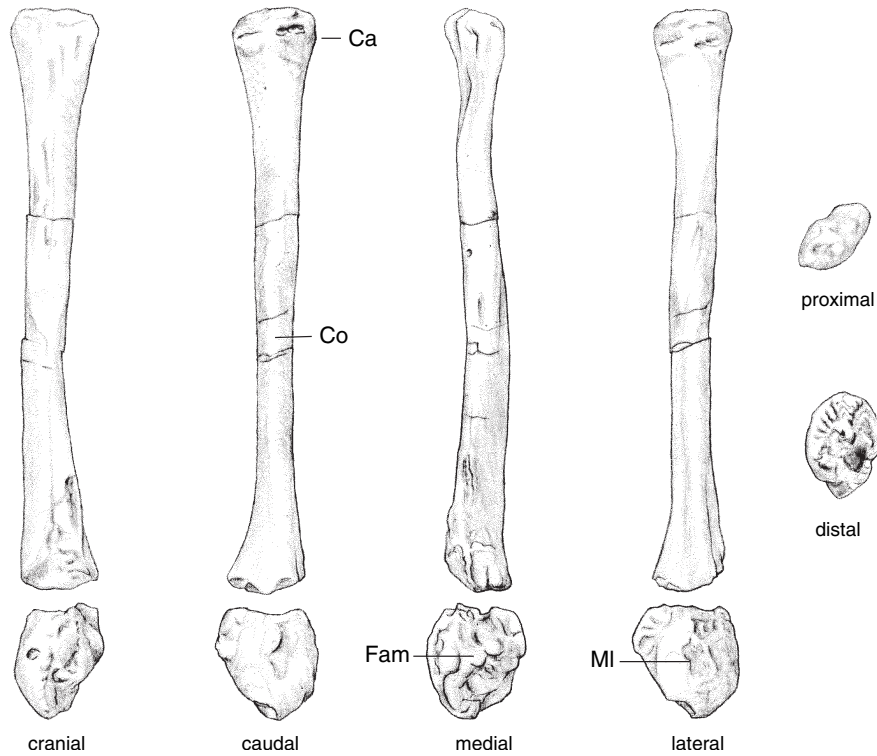 Ca
proximal
Co
distal
Fam
Ml
cranial
caudal
medial
lateral